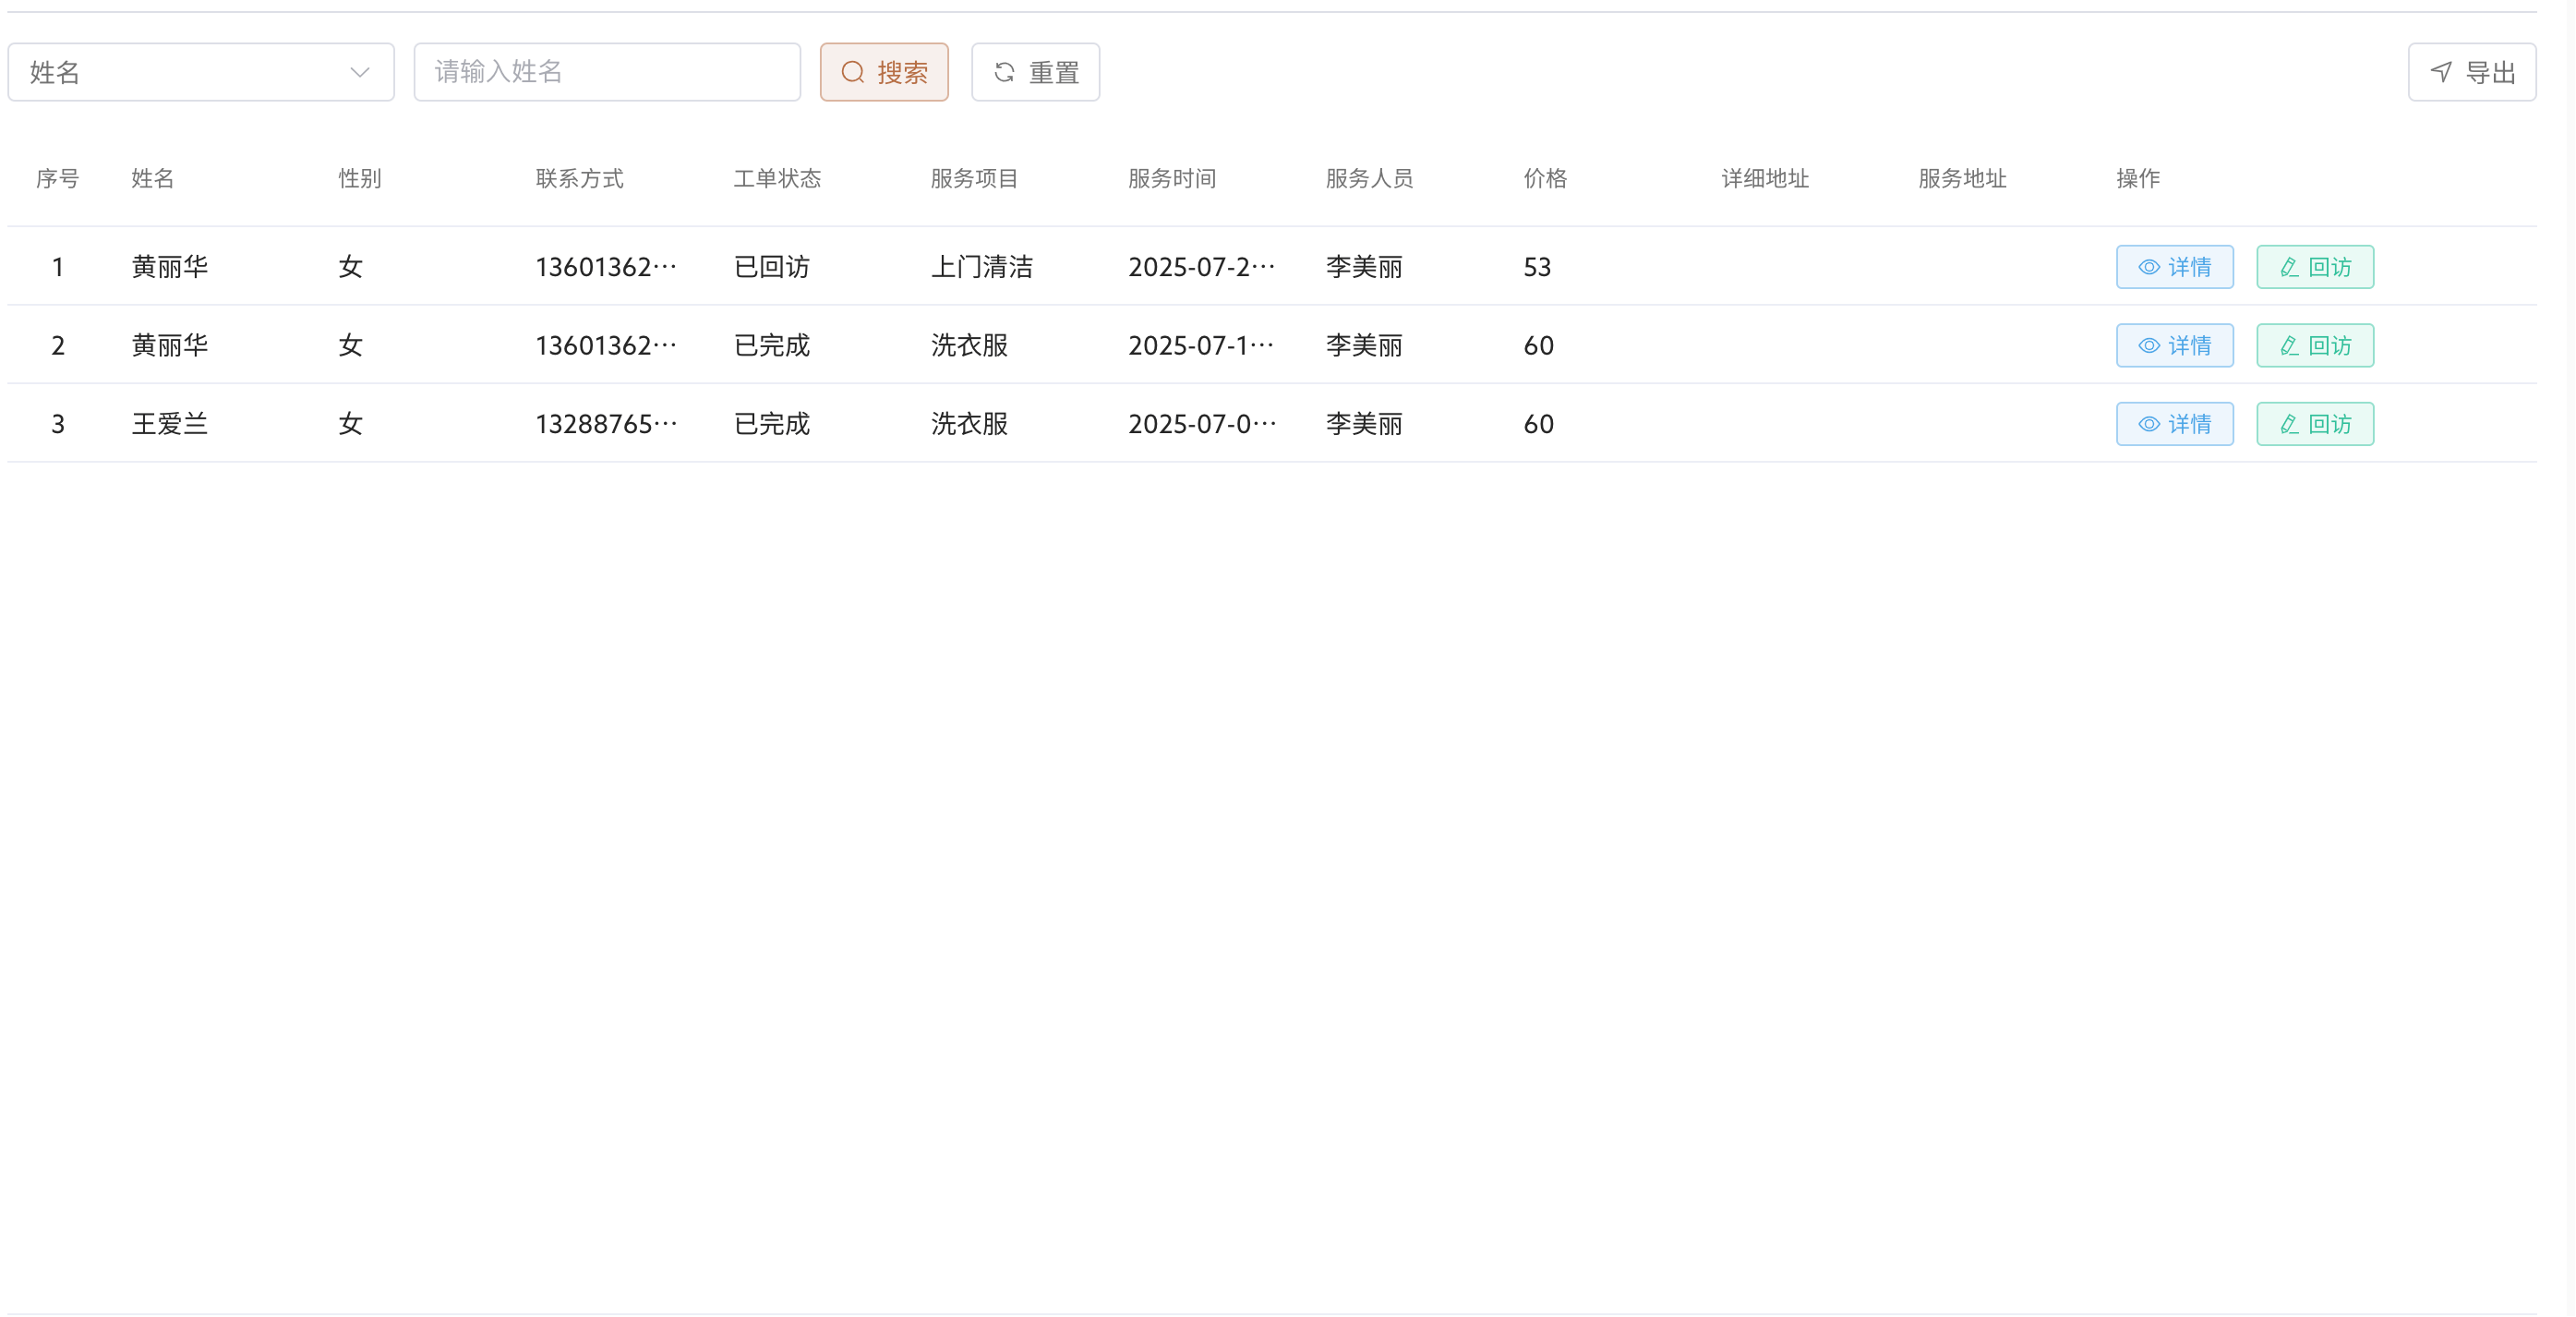 姓名 请输入姓名 搜索 重置 导出
序号 姓名 性别 联系方式 工单状态 服务项目 服务时间 服务人员 价格 详细地址 服务地址 操作
1 黄丽华 女 13601362… 已回访 上门清洁 2025-07-2… 李美丽 53 详情 回访
2 黄丽华 女 13601362… 已完成 洗衣服 2025-07-1… 李美丽 60 详情 回访
3 王爱兰 女 13288765… 已完成 洗衣服 2025-07-0… 李美丽 60 详情 回访